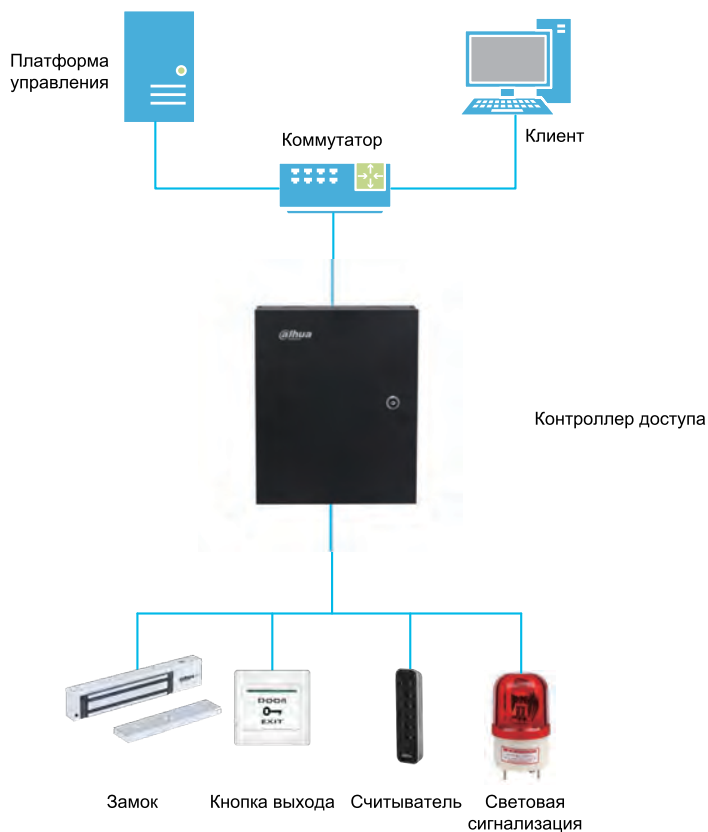 Платформа
управления
Клиент
Коммутатор
alhua
Контроллер доступа
DOOR
EXIT
Замок
Кнопка выхода
Считыватель
Световая
сигнализация